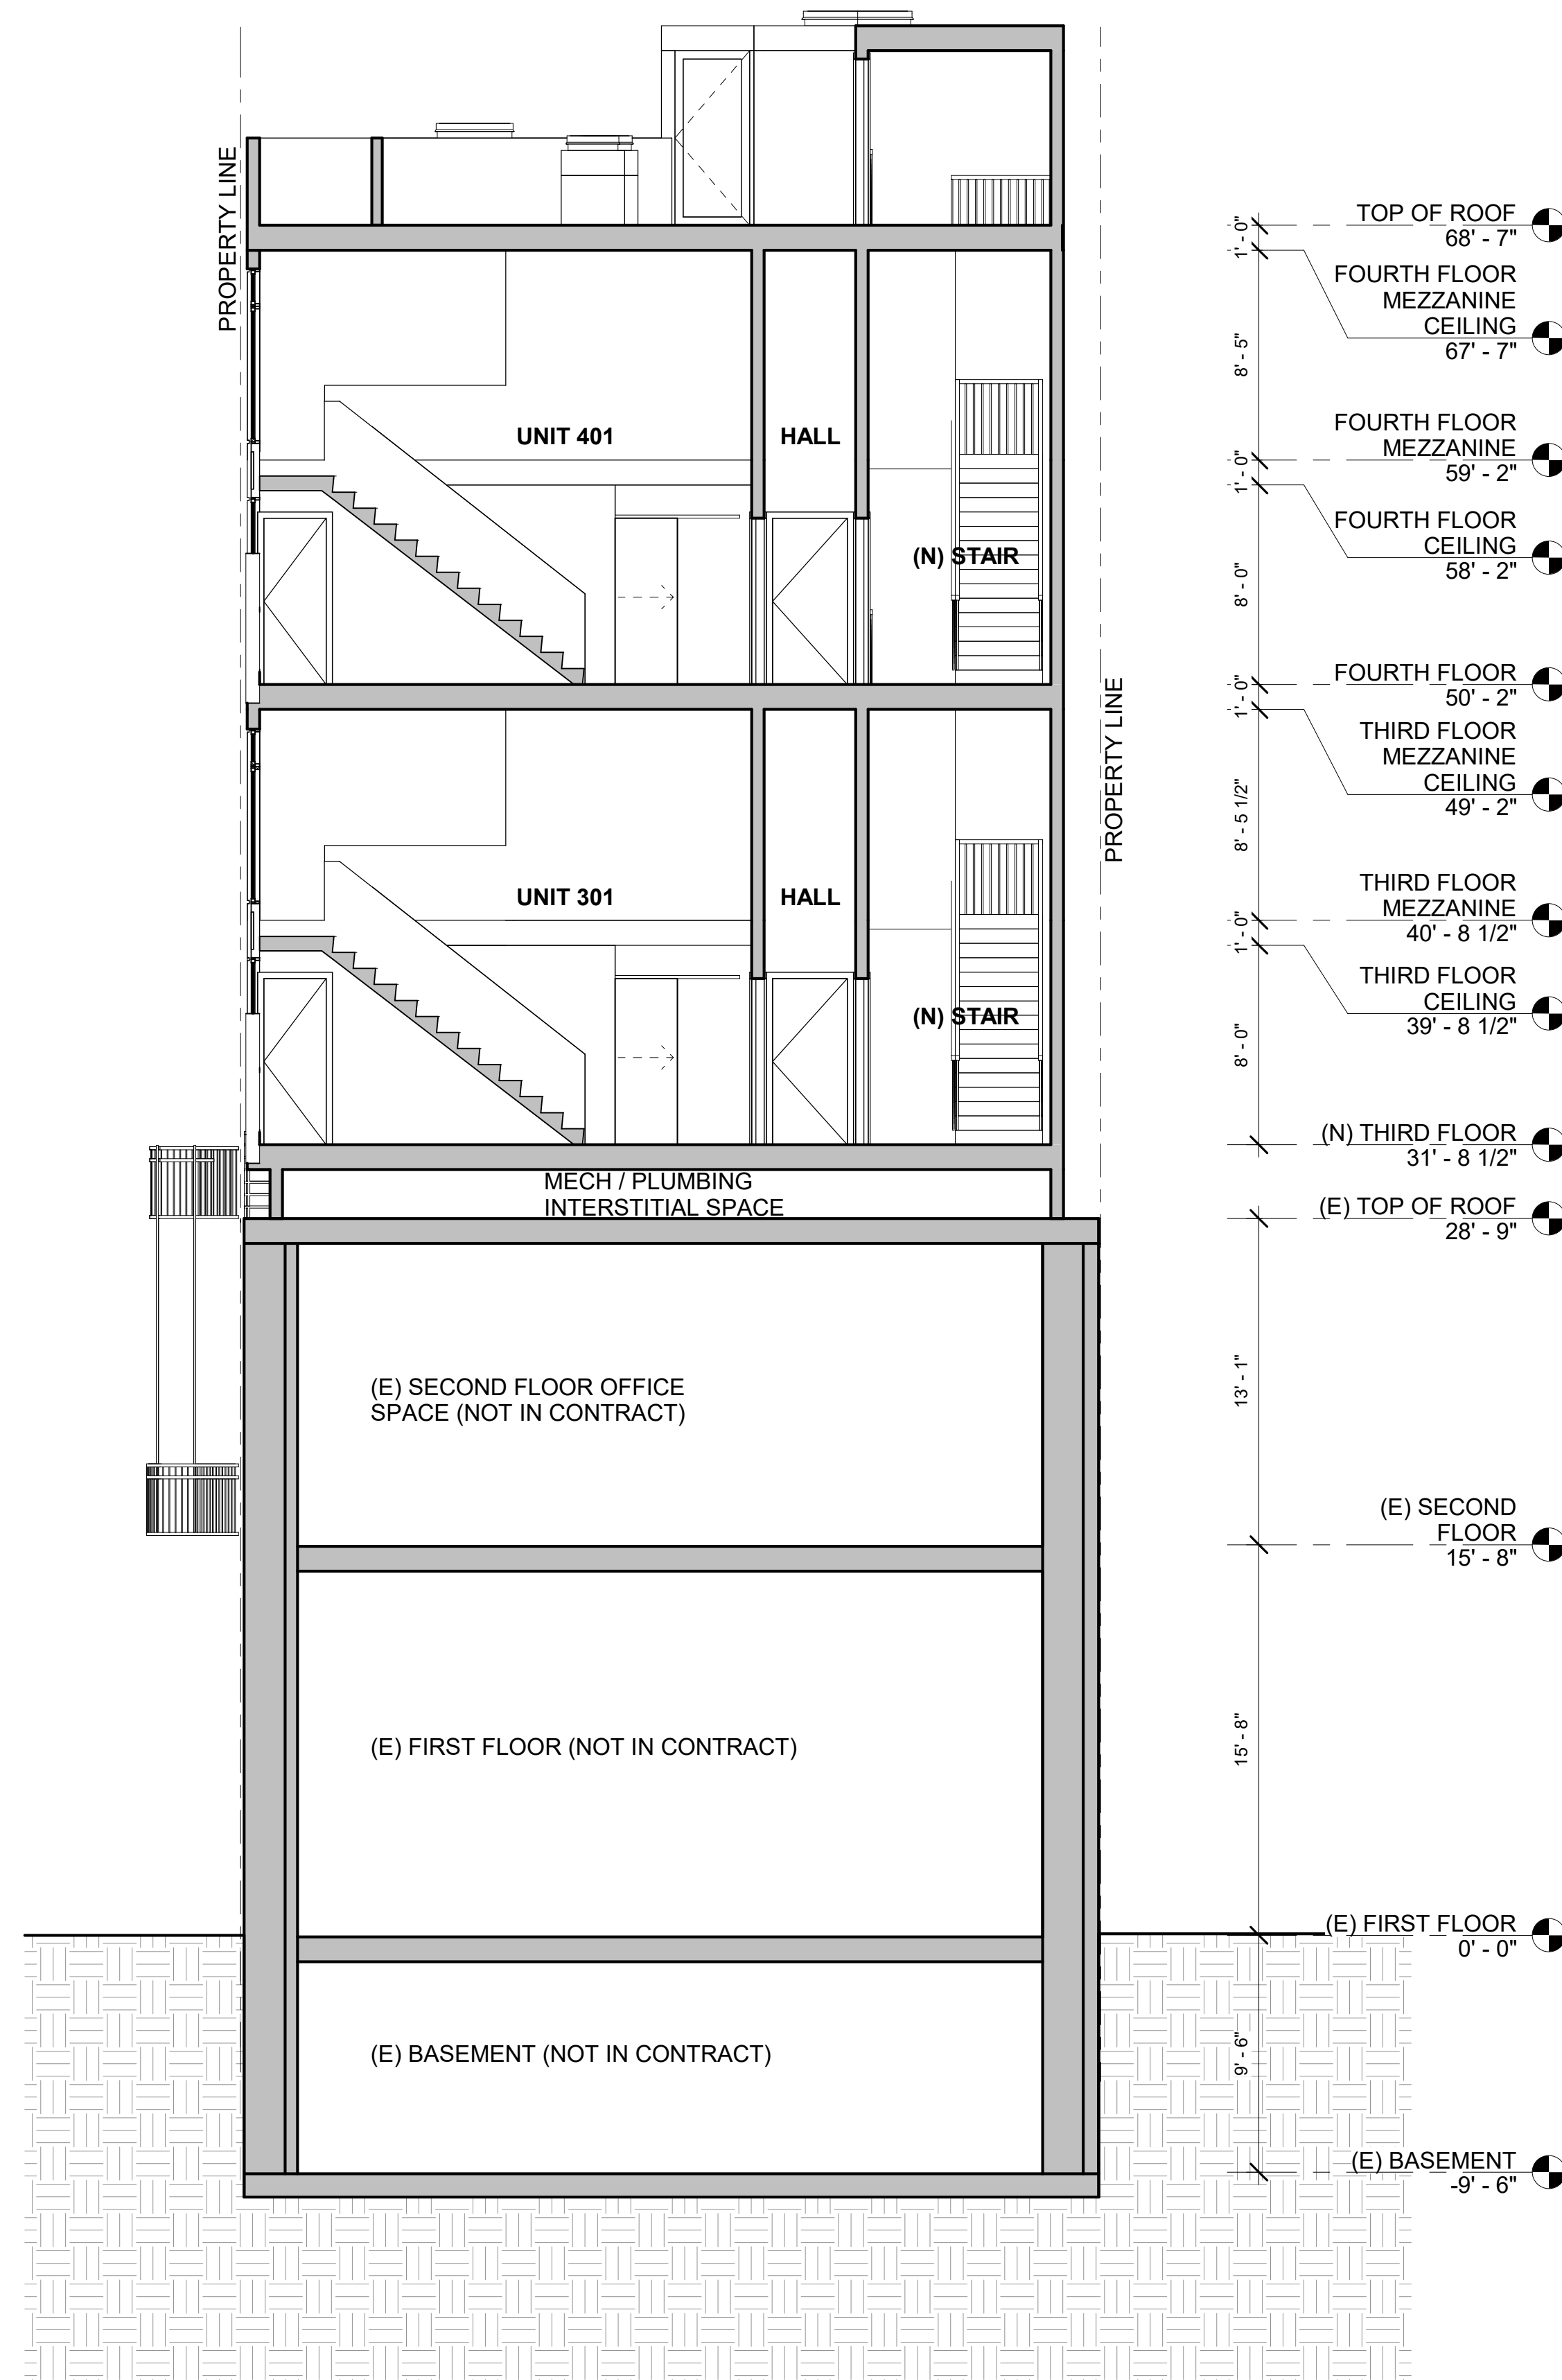 PROPERTY LINE
TOP OF ROOF
68' - 7"
1' - 0"
FOURTH FLOOR
MEZZANINE
CEILING
67' - 7"
8' - 5"
UNIT 401
HALL
FOURTH FLOOR
MEZZANINE
59' - 2"
1' - 0"
FOURTH FLOOR
CEILING
58' - 2"
(N) STAIR
8' - 0"
FOURTH FLOOR
50' - 2"
1' - 0"
PROPERTY LINE
THIRD FLOOR
MEZZANINE
CEILING
49' - 2"
8' - 5 1/2"
UNIT 301
HALL
THIRD FLOOR
MEZZANINE
40' - 8 1/2"
1' - 0"
THIRD FLOOR
CEILING
39' - 8 1/2"
(N) STAIR
8' - 0"
(N) THIRD FLOOR
31' - 8 1/2"
MECH / PLUMBING
INTERSTITIAL SPACE
(E) TOP OF ROOF
28' - 9"
(E) SECOND FLOOR OFFICE
SPACE (NOT IN CONTRACT)
13' - 1"
(E) SECOND
FLOOR
15' - 8"
(E) FIRST FLOOR (NOT IN CONTRACT)
15' - 8"
(E) FIRST FLOOR
0' - 0"
(E) BASEMENT (NOT IN CONTRACT)
9' - 6"
(E) BASEMENT
-9' - 6"